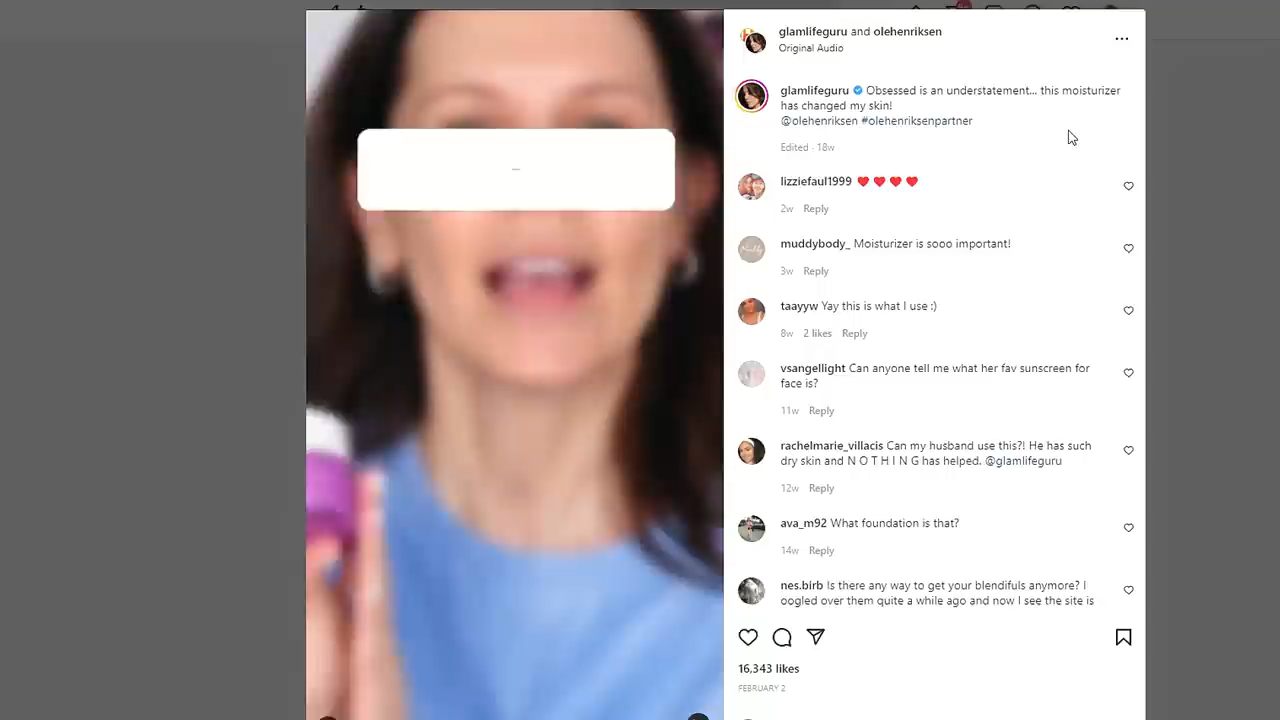 glamlifeguru and olehenriksen
Original Audio
glamlifeguru Obsessed is an understatement... this moisturizer
has changed my skin!
@olehenriksen #olehenriksenpartner
Edited · 18w
lizziefaul1999 ♥ ♥ ♥ ♥
2w Reply
muddybody_ Moisturizer is sooo important!
3w Reply
taayyw Yay this is what I use :)
8w 2 likes Reply
vsangellight Can anyone tell me what her fav sunscreen for
face is?
11w Reply
rachelmarie_villacis Can my husband use this?! He has such
dry skin and N O T H I N G has helped. @glamlifeguru
12w Reply
ava_m92 What foundation is that?
14w Reply
nes.birb Is there any way to get your blendifuls anymore? I
oogled over them quite a while ago and now I see the site is
16,343 likes
FEBRUARY 2